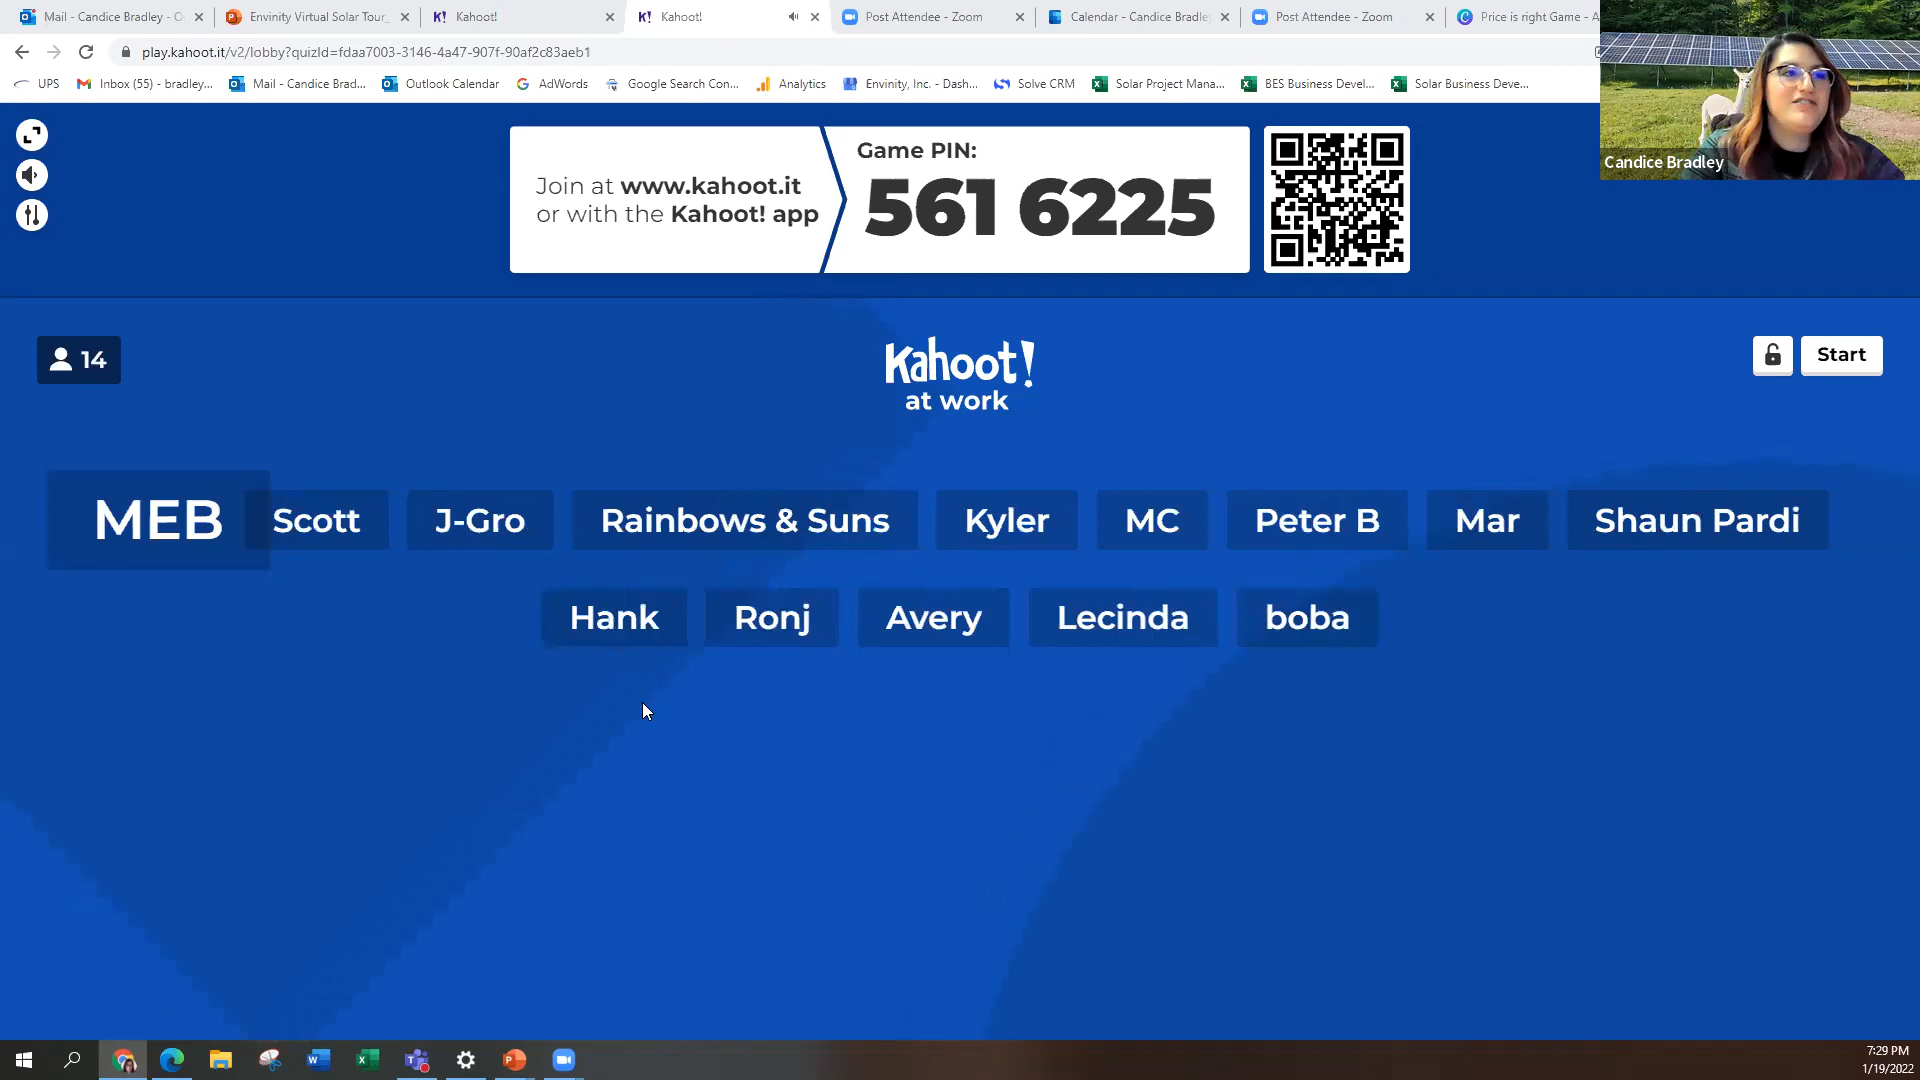 Mail - Candice Bradley - O
Envinity Virtual Solar Tour_
Kahoot!
Kahoot!
Post Attendee - Zoom
Calendar - Candice Bradle
Post Attendee - Zoom
Price is right Game - A
play.kahoot.it/v2/lobby?quizId=fdaa7003-3146-4a47-907f-90af2c83aeb1
UPS
Inbox (55) - bradley...
Mail - Candice Brad...
Outlook Calendar
AdWords
Google Search Con...
Analytics
Envinity, Inc. - Dash...
Solve CRM
Solar Project Mana...
BES Business Devel...
Solar Business Deve...
Candice Bradley
Join at www.kahoot.it
or with the Kahoot! app
Game PIN:
561 6225
14
Kahoot!
at work
Start
MEB
Scott
J-Gro
Rainbows & Suns
Kyler
MC
Peter B
Mar
Shaun Pardi
Hank
Ronj
Avery
Lecinda
boba
7:29 PM
1/19/2022